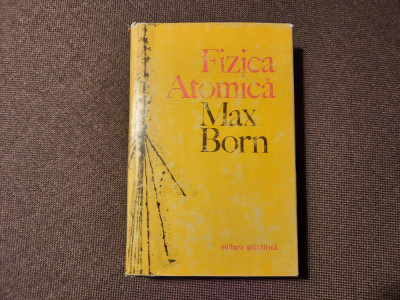 Fizica
Atomică
Max
Born
editura științifică